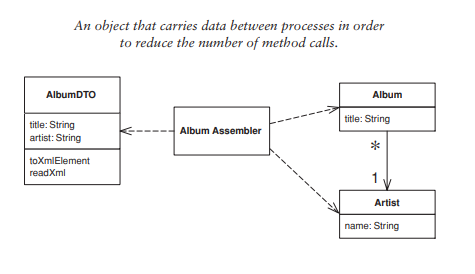 An object that carries data between processes in order
to reduce the number of method calls.
AlbumDTO
title: String
artist: String
toXmlElement
readXml
Album Assembler
Album
title: String
*
1
Artist
name: String